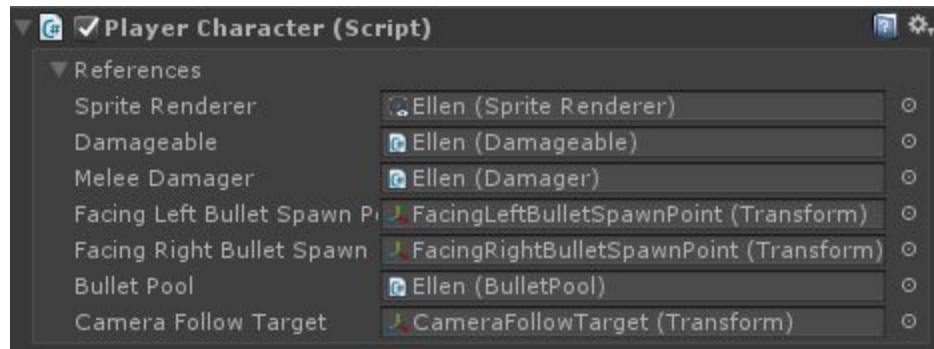 Player Character (Script)
References
Sprite Renderer Ellen (Sprite Renderer)
Damageable Ellen (Damageable)
Melee Damager Ellen (Damager)
Facing Left Bullet Spawn P FacingLeftBulletSpawnPoint (Transform)
Facing Right Bullet Spawn FacingRightBulletSpawnPoint (Transform)
Bullet Pool Ellen (BulletPool)
Camera Follow Target CameraFollowTarget (Transform)